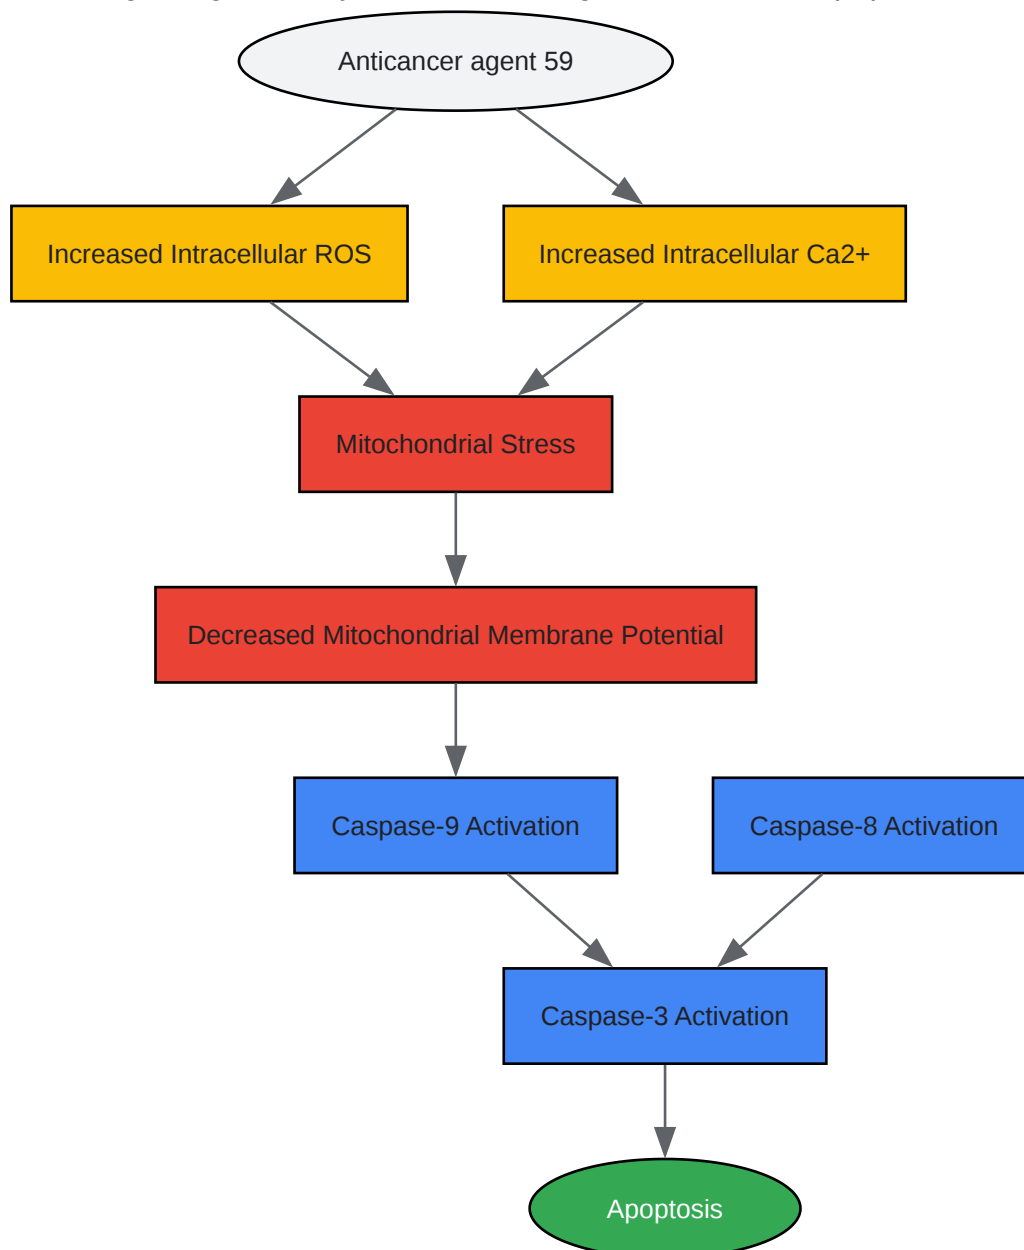 Anticancer agent 59
Increased Intracellular ROS
Increased Intracellular Ca2+
Mitochondrial Stress
Decreased Mitochondrial Membrane Potential
Caspase-9 Activation
Caspase-8 Activation
Caspase-3 Activation
Apoptosis